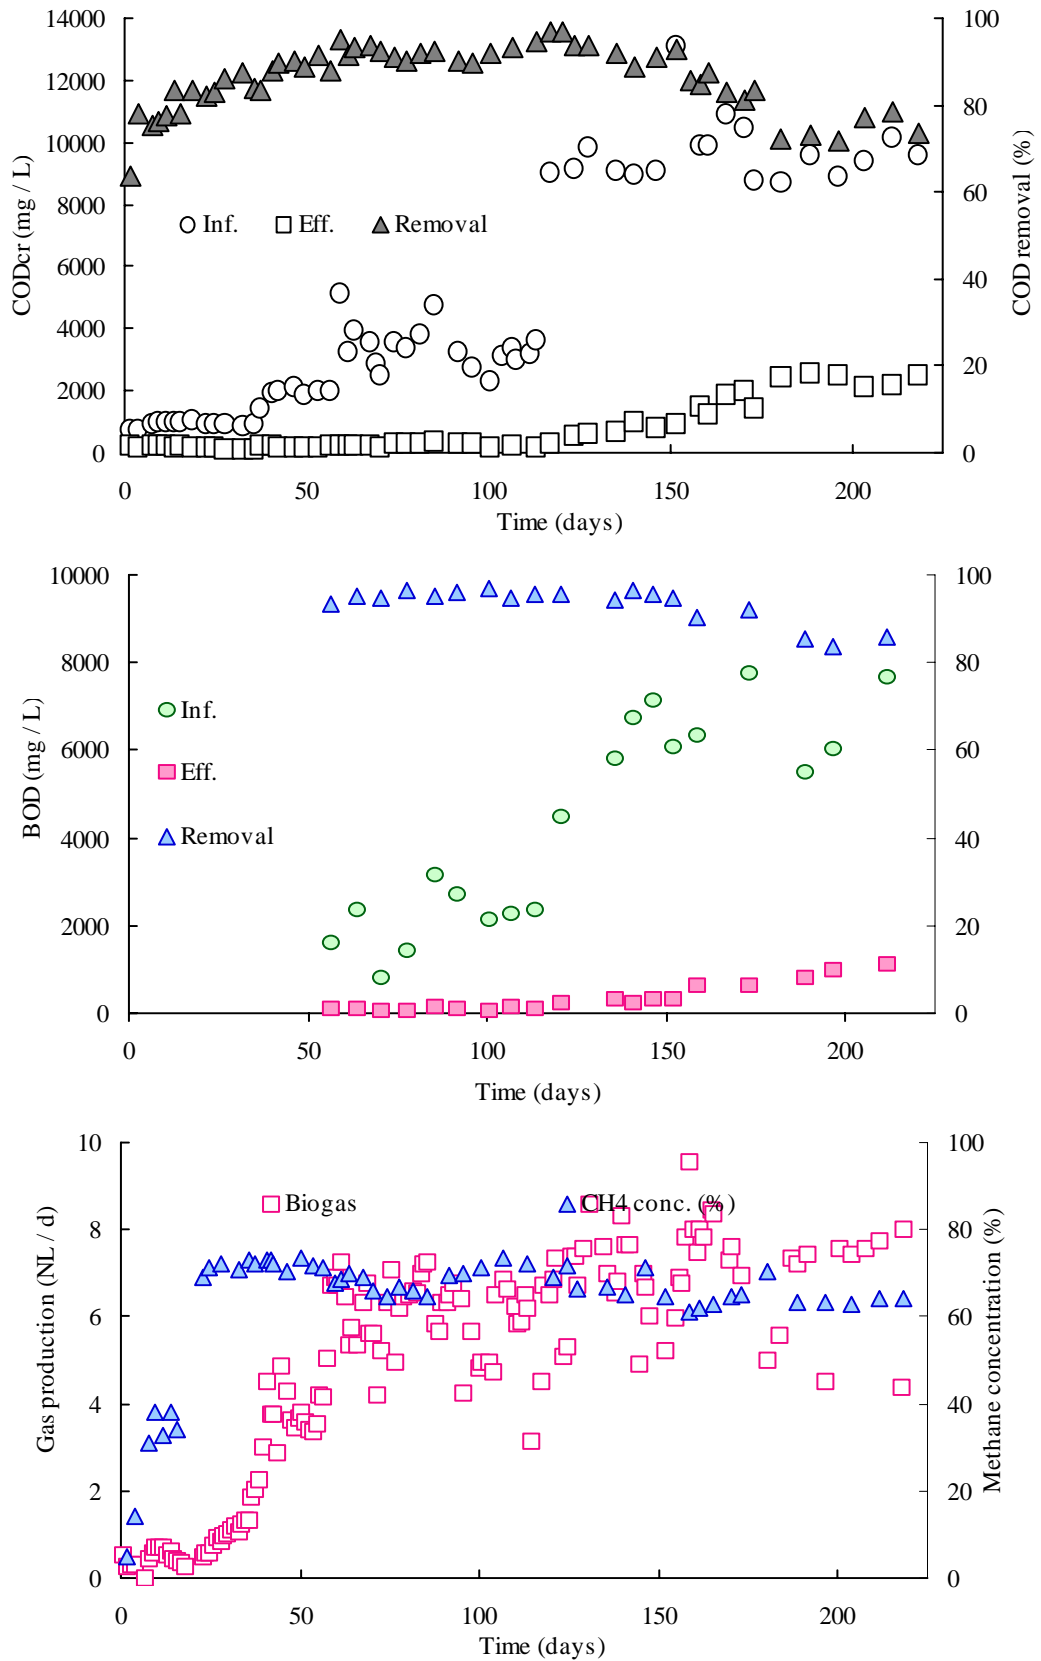 14000
12000
10000
8000
6000
4000
2000
0
CODcr (mg / L)
100
80
60
40
20
0
COD removal (%)
Inf. Eff. Removal
0 50 100 150 200
Time (days)
10000
8000
6000
4000
2000
0
BOD (mg / L)
100
80
60
40
20
0
Inf.
Eff.
Removal
0 50 100 150 200
Time (days)
10
8
6
4
2
0
Gas production (NL / d)
100
80
60
40
20
0
Methane concentration (%)
Biogas CH4 conc. (%)
0 50 100 150 200
Time (days)